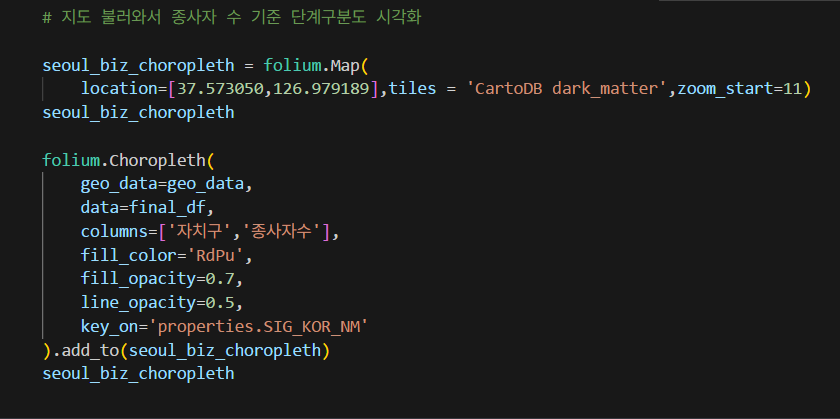 # 지도 불러와서 종사자 수 기준 단계구분도 시각화
seoul_biz_choropleth = folium.Map(
location=[37.573050,126.979189],tiles = 'CartoDB dark_matter',zoom_start=11)
seoul_biz_choropleth
folium.Choropleth(
geo_data=geo_data,
data=final_df,
columns=['자치구','종사자수'],
fill_color='RdPu',
fill_opacity=0.7,
line_opacity=0.5,
key_on='properties.SIG_KOR_NM'
).add_to(seoul_biz_choropleth)
seoul_biz_choropleth